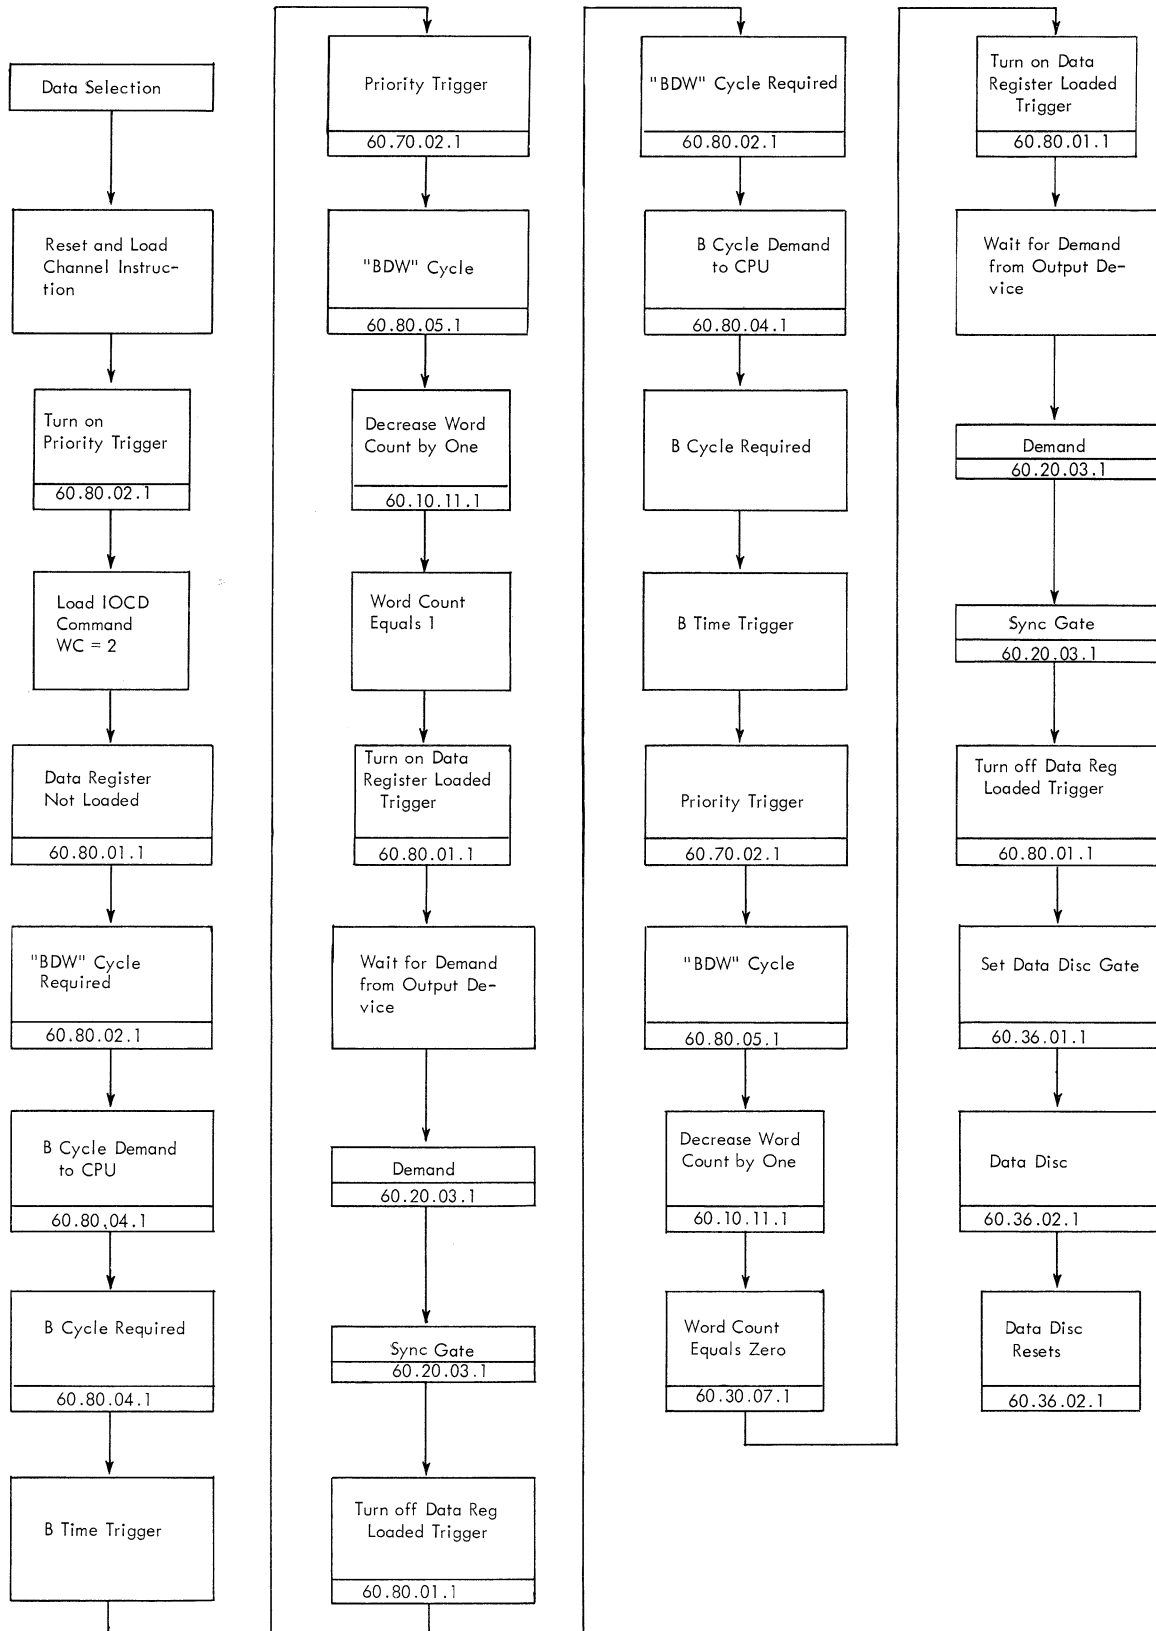 Data Selection
Reset and Load
Channel Instruc-
tion
Turn on
Priority Trigger
60.80.02.1
Load IOCD
Command
WC = 2
Data Register
Not Loaded
60.80.01.1
"BDW" Cycle
Required
60.80.02.1
B Cycle Demand
to CPU
60.80.04.1
B Cycle Required
60.80.04.1
B Time Trigger
Priority Trigger
60.70.02.1
"BDW" Cycle
60.80.05.1
Decrease Word
Count by One
60.10.11.1
Word Count
Equals 1
Turn on Data
Register Loaded
Trigger
60.80.01.1
Wait for Demand
from Output De-
vice
Demand
60.20.03.1
Sync Gate
60.20.03.1
Turn off Data Reg
Loaded Trigger
60.80.01.1
"BDW" Cycle Required
60.80.02.1
B Cycle Demand
to CPU
60.80.04.1
B Cycle Required
B Time Trigger
Priority Trigger
60.70.02.1
"BDW" Cycle
60.80.05.1
Decrease Word
Count by One
60.10.11.1
Word Count
Equals Zero
60.30.07.1
Turn on Data
Register Loaded
Trigger
60.80.01.1
Wait for Demand
from Output De-
vice
Demand
60.20.03.1
Sync Gate
60.20.03.1
Turn off Data Reg
Loaded Trigger
60.80.01.1
Set Data Disc Gate
60.36.01.1
Data Disc
60.36.02.1
Data Disc
Resets
60.36.02.1